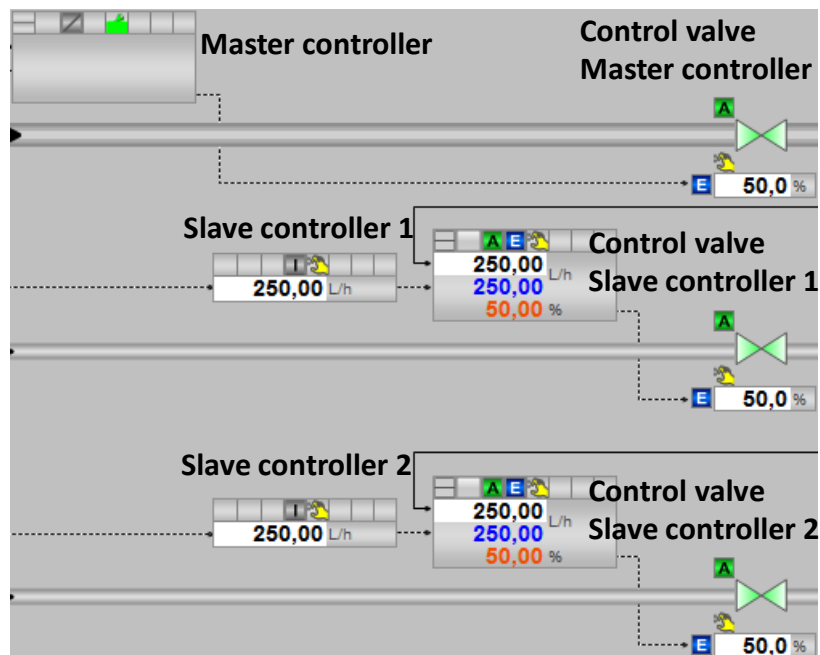 Master controller
Control valve
Master controller
A
E 50,0 %
Slave controller 1
I
250,00 L/h
A E
250,00
250,00 L/h
50,00 %
Control valve
Slave controller 1
A
E 50,0 %
Slave controller 2
I
250,00 L/h
A E
250,00
250,00 L/h
50,00 %
Control valve
Slave controller 2
A
E 50,0 %